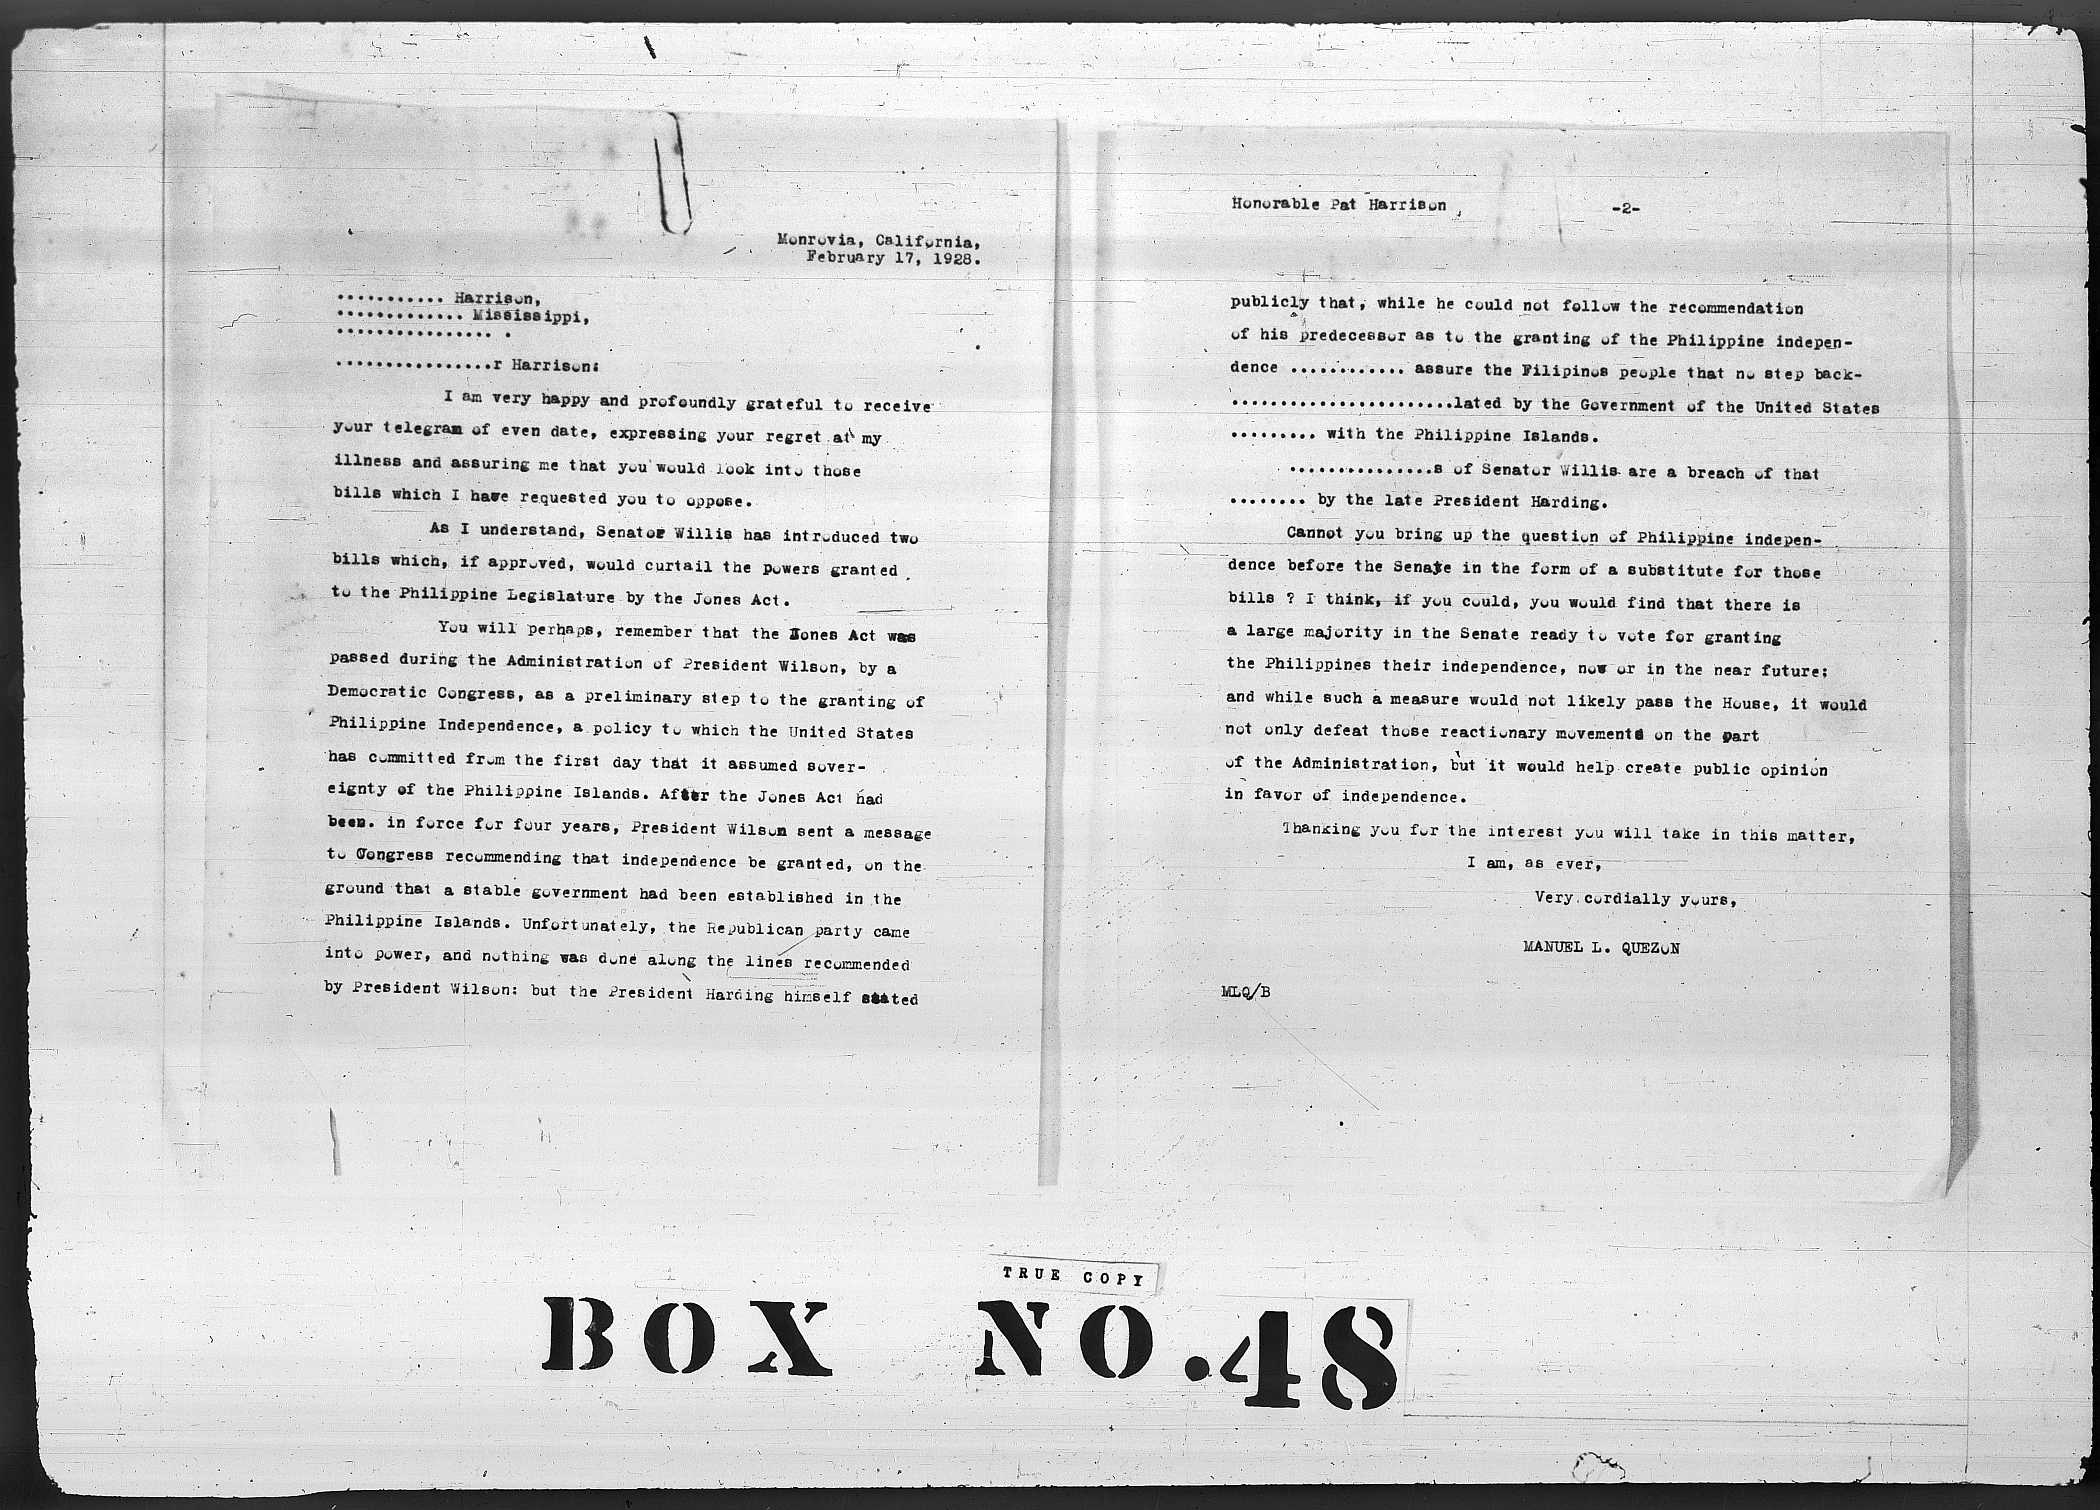 Monrovia, California,
February 17, 1928.
........... Harrison,
............. Mississippi,
................ .
................r Harrison:
I am very happy and profoundly grateful to receive
your telegram of even date, expressing your regret at my
illness and assuring me that you would look into those
bills which I have requested you to oppose.
As I understand, Senator Willis has introduced two
bills which, if approved, would curtail the powers granted
to the Philippine Legislature by the Jones Act.
You will perhaps, remember that the Jones Act was
passed during the Administration of President Wilson, by a
Democratic Congress, as a preliminary step to the granting of
Philippine Independence, a policy to which the United States
has committed from the first day that it assumed sover-
eignty of the Philippine Islands. After the Jones Act had
been. in force for four years, President Wilson sent a message
to Congress recommending that independence be granted, on the
ground that a stable government had been established in the
Philippine Islands. Unfortunately, the Republican party came
into power, and nothing was done along the lines recommended
by President Wilson: but the President Harding himself stated
Honorable Pat Harrison -2-
publicly that, while he could not follow the recommendation
of his predecessor as to the granting of the Philippine indepen-
dence ............ assure the Filipinos people that no step back-
.......................lated by the Government of the United States
......... with the Philippine Islands.
...............s of Senator Willis are a breach of that
........ by the late President Harding.
Cannot you bring up the question of Philippine indepen-
dence before the Senate in the form of a substitute for those
bills ? I think, if you could, you would find that there is
a large majority in the Senate ready to vote for granting
the Philippines their independence, now or in the near future;
and while such a measure would not likely pass the House, it would
not only defeat those reactionary movements on the part
of the Administration, but it would help create public opinion
in favor of independence.
Thanking you for the interest you will take in this matter,
I am, as ever,
Very cordially yours,
MANUEL L. QUEZON
MLQ/B
TRUE COPY
BOX NO.48